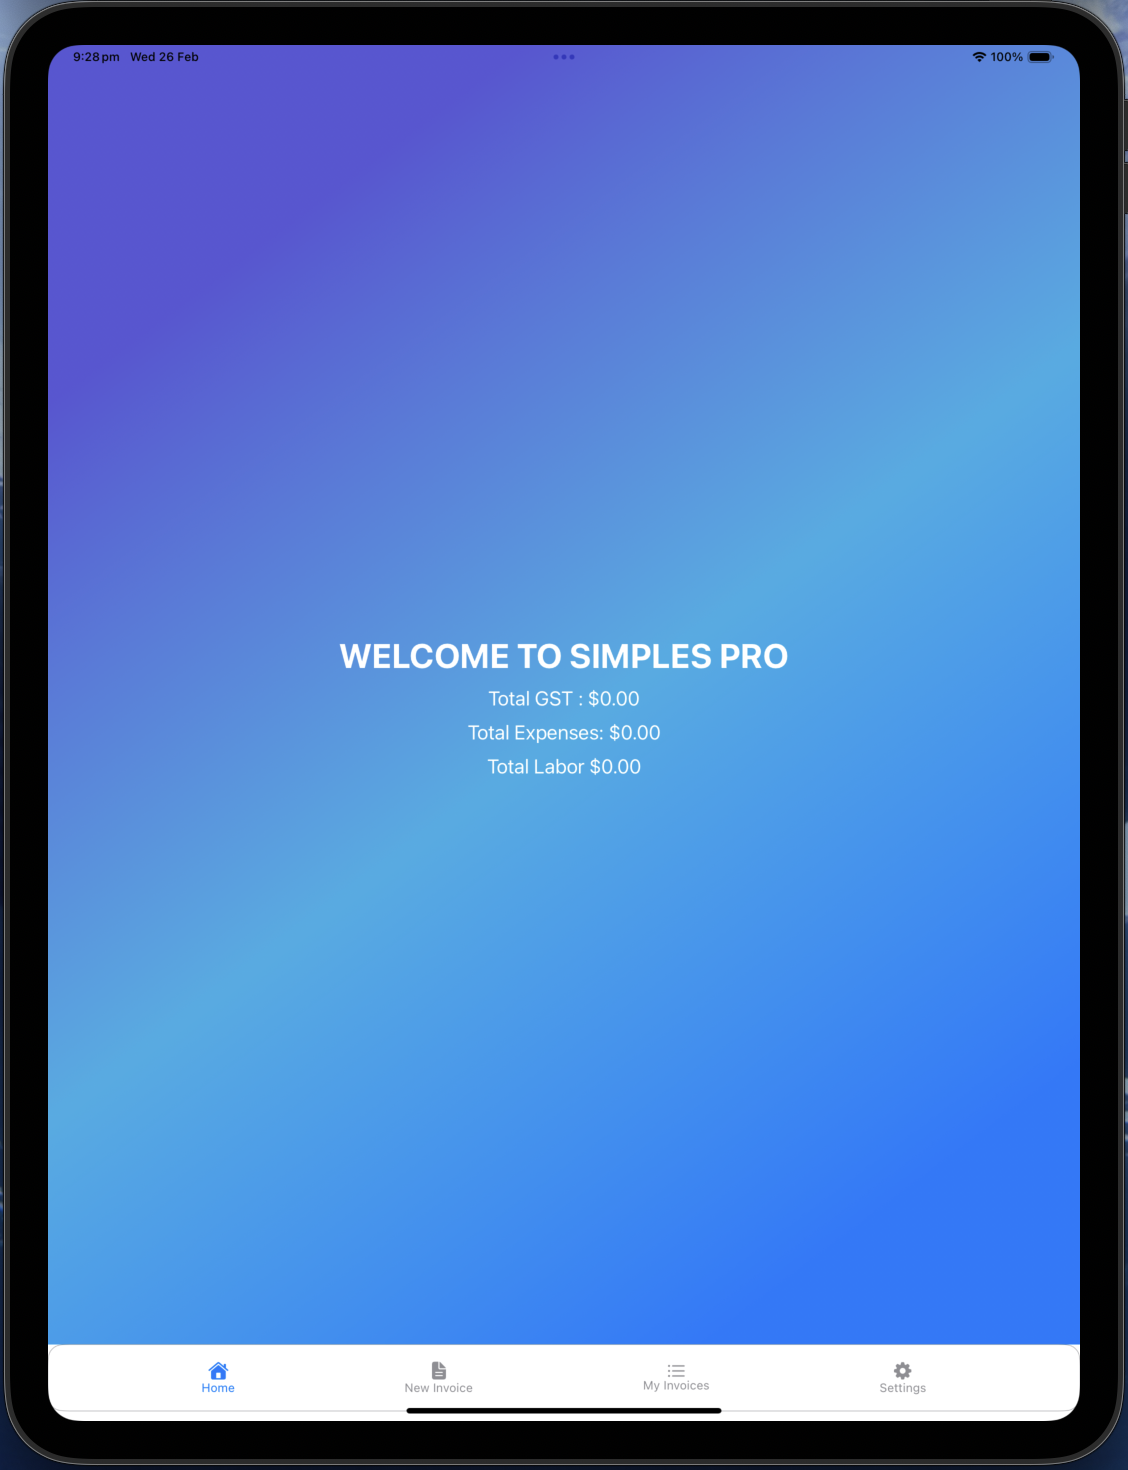 9:28 pm Wed 26 Feb
100%
WELCOME TO SIMPLES PRO
Total GST : $0.00
Total Expenses: $0.00
Total Labor $0.00
Home
New Invoice
My Invoices
Settings